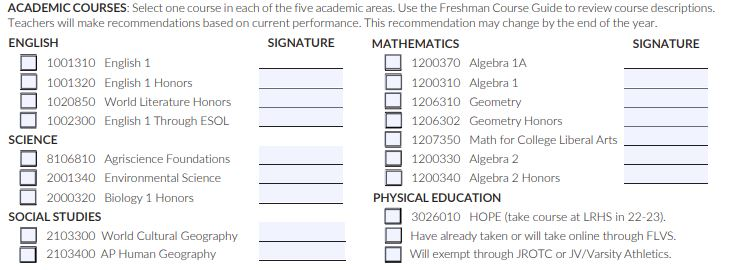 ACADEMIC COURSES: Select one course in each of the five academic areas. Use the Freshman Course Guide to review course descriptions.
Teachers will make recommendations based on current performance. This recommendation may change by the end of the year.
ENGLISH SIGNATURE
1001310 English 1
1001320 English 1 Honors
1020850 World Literature Honors
1002300 English 1 Through ESOL
SCIENCE
8106810 Agriscience Foundations
2001340 Environmental Science
2000320 Biology 1 Honors
SOCIAL STUDIES
2103300 World Cultural Geography
2103400 AP Human Geography
MATHEMATICS SIGNATURE
1200370 Algebra 1A
1200310 Algebra 1
1206310 Geometry
1206302 Geometry Honors
1207350 Math for College Liberal Arts
1200330 Algebra 2
1200340 Algebra 2 Honors
PHYSICAL EDUCATION
3026010 HOPE (take course at LRHS in 22-23).
Have already taken or will take online through FLVS.
Will exempt through JROTC or JV/Varsity Athletics.